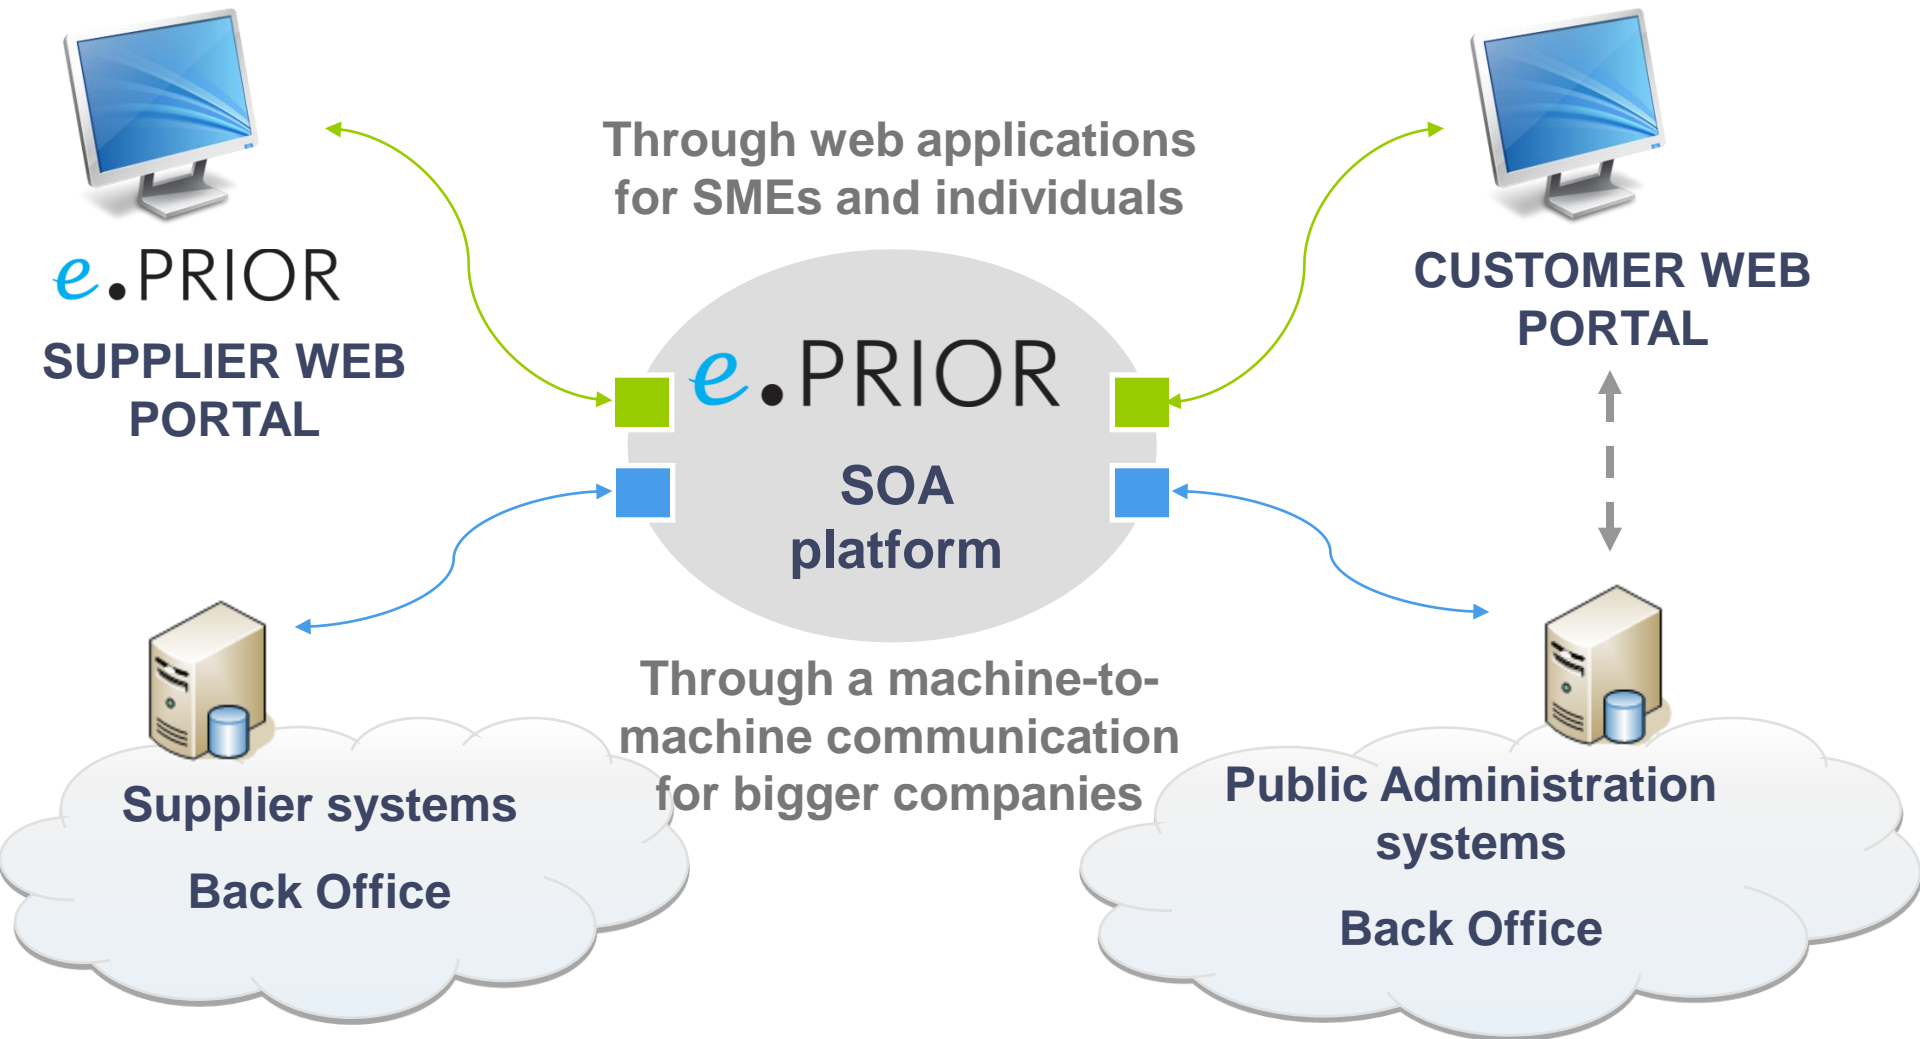 Through web applications
for SMEs and individuals
e.PRIOR
SUPPLIER WEB
PORTAL
CUSTOMER WEB
PORTAL
e.PRIOR
SOA
platform
Through a machine-to-
machine communication
for bigger companies
Supplier systems
Back Office
Public Administration
systems
Back Office